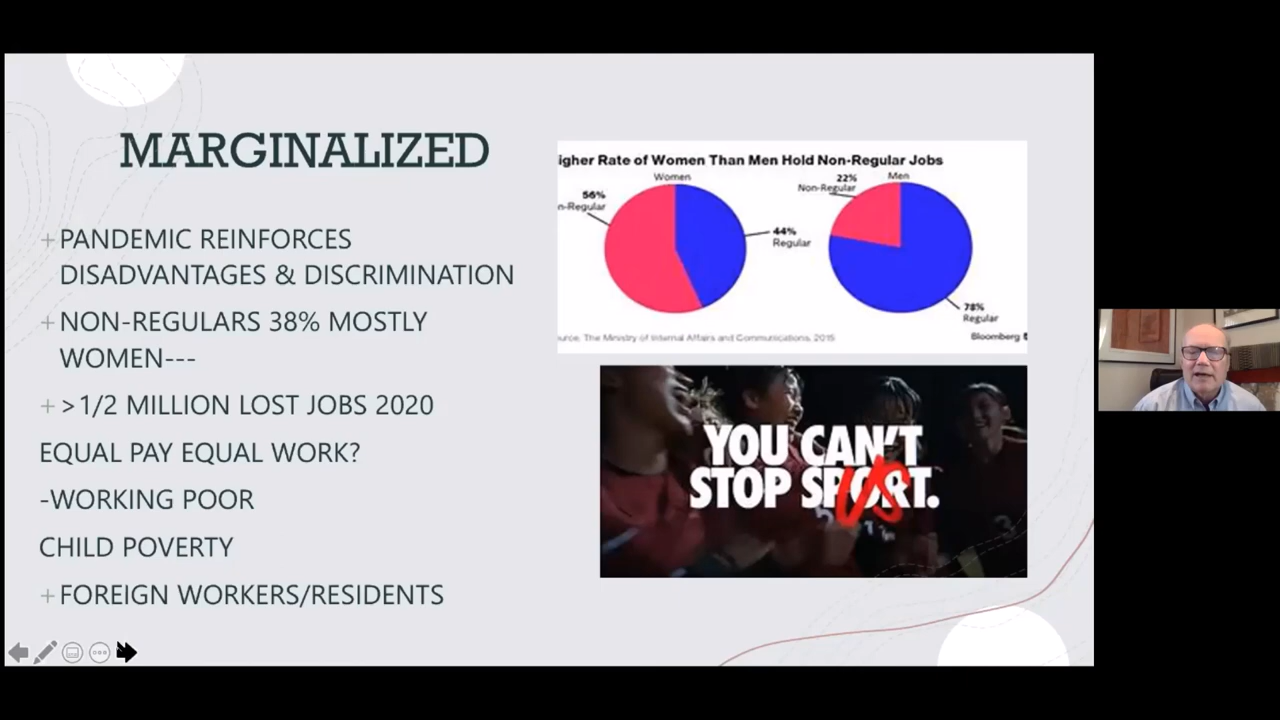 MARGINALIZED
+PANDEMIC REINFORCES
DISADVANTAGES & DISCRIMINATION
+NON-REGULARS 38% MOSTLY
WOMEN---
+>1/2 MILLION LOST JOBS 2020
EQUAL PAY EQUAL WORK?
-WORKING POOR
CHILD POVERTY
+FOREIGN WORKERS/RESIDENTS
igher Rate of Women Than Men Hold Non-Regular Jobs
Women
56%
n-Regular
44%
Regular
Men
22%
Non-Regular
78%
Regular
urce: The Ministry of Internal Affairs and Communications, 2015
Bloomberg
YOU CAN'T
STOP SPORT.
US